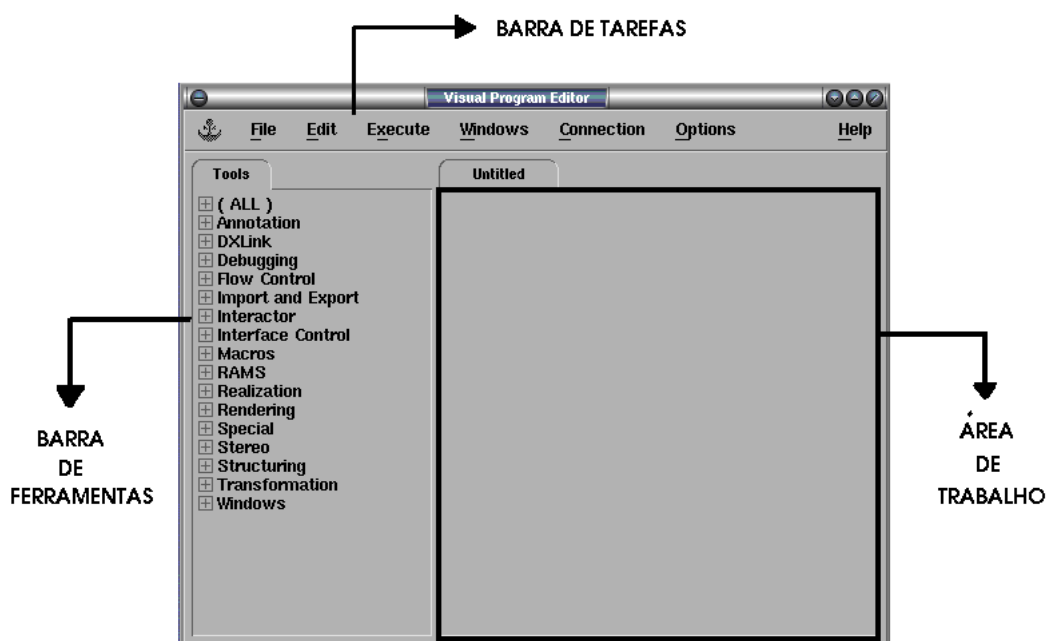 BARRA DE TAREFAS
Visual Program Editor
File Edit Execute Windows Connection Options Help
Tools
Untitled
( ALL )
Annotation
DXLink
Debugging
Flow Control
Import and Export
Interactor
Interface Control
Macros
RAMS
Realization
Rendering
Special
Stereo
Structuring
Transformation
Windows
BARRA
DE
FERRAMENTAS
ÁREA
DE
TRABALHO